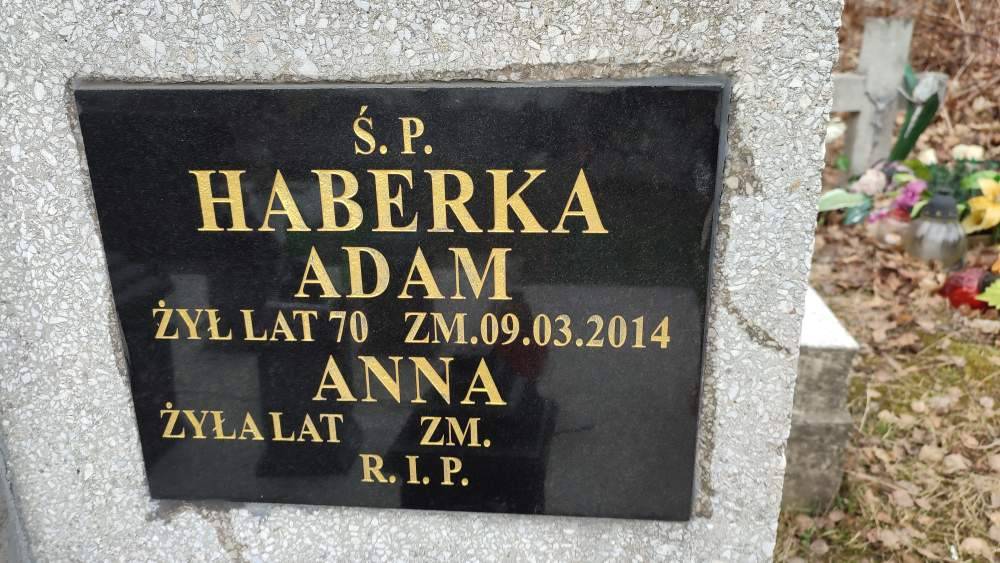 Ś. P.
HABERKA
ADAM
ŻYŁ LAT 70 ZM.09.03.2014
ANNA
ŻYŁA LAT ZM.
R. I. P.